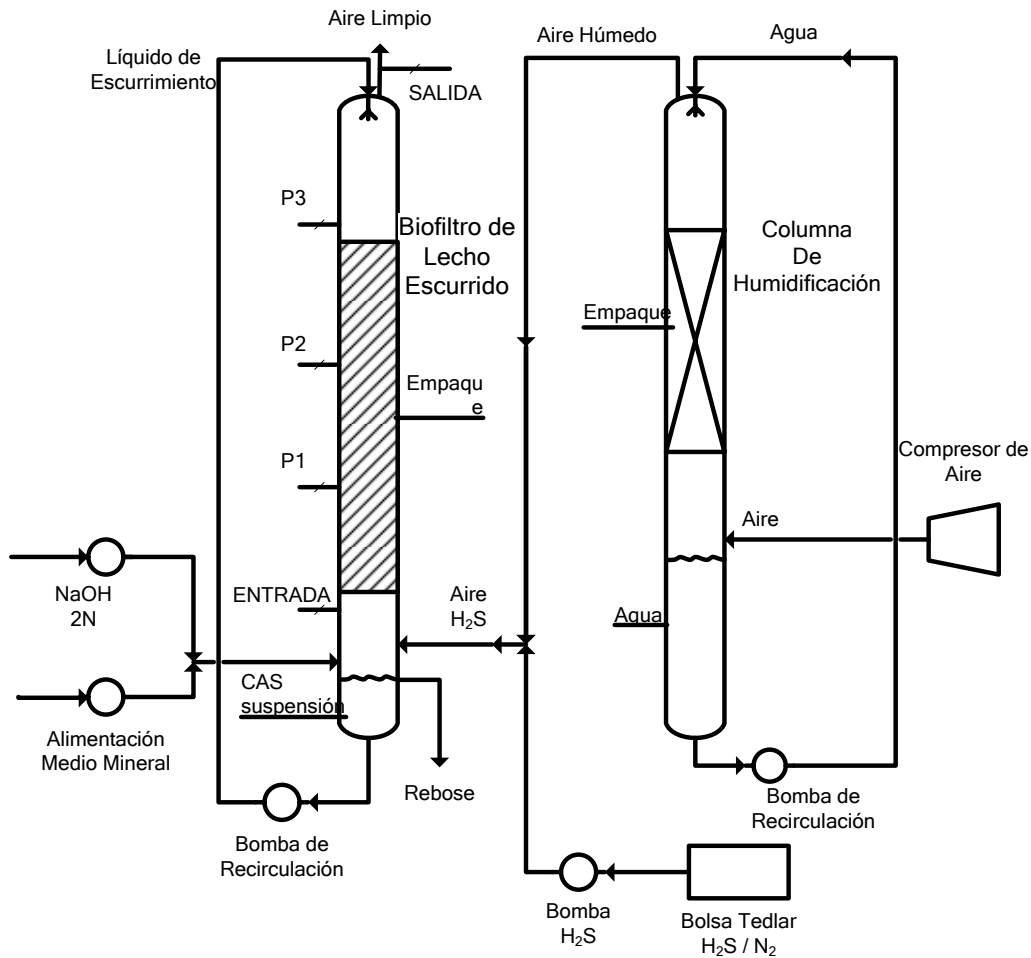 Aire Limpio
Líquido de
Escurrimiento
SALIDA
Aire Húmedo
Agua
P3
Biofiltro de
Lecho
Escurrido
Columna
De
Humidificación
Empaque
P2
Empaqu
e
P1
Compresor de
Aire
Aire
NaOH
2N
ENTRADA
Aire
H₂S
Agua
CAS
suspensión
Alimentación
Medio Mineral
Rebose
Bomba de
Recirculación
Bomba de
Recirculación
Bomba
H₂S
Bolsa Tedlar
H₂S / N₂